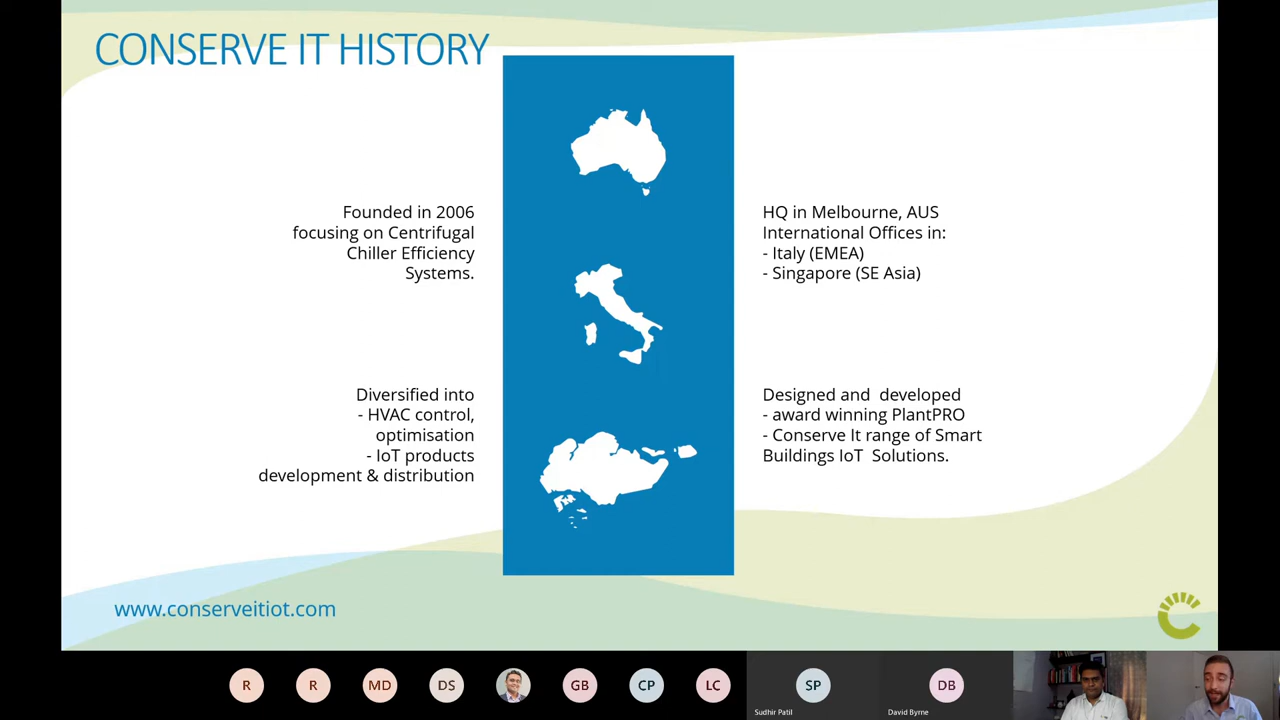 CONSERVE IT HISTORY
Founded in 2006
focusing on Centrifugal
Chiller Efficiency
Systems.
HQ in Melbourne, AUS
International Offices in:
- Italy (EMEA)
- Singapore (SE Asia)
Diversified into
- HVAC control,
optimisation
- IoT products
development & distribution
Designed and developed
- award winning PlantPRO
- Conserve It range of Smart
Buildings IoT Solutions.
www.conserveitiot.com
R
R
MD
DS
GB
CP
LC
SP
DB
Sudhir Patil
David Byrne